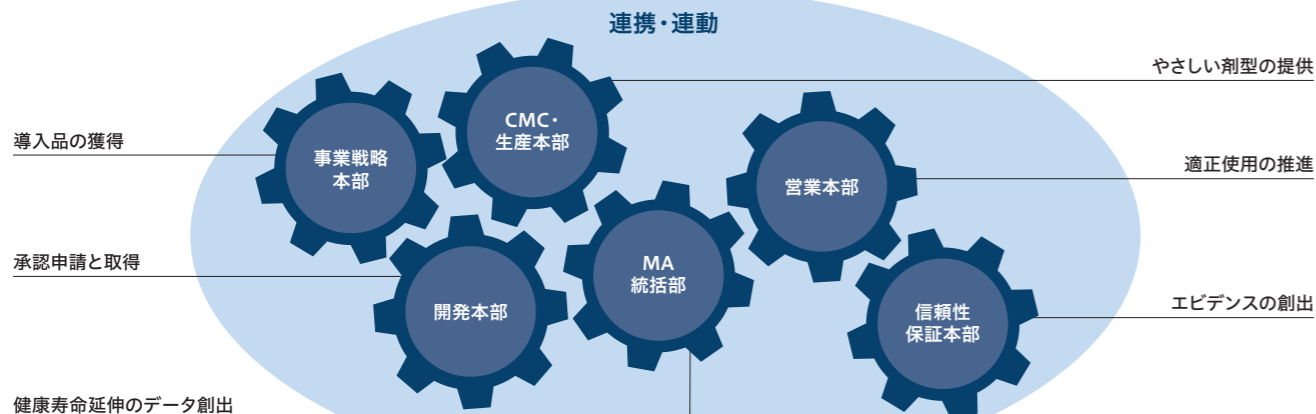 連携・連動
やさしい剤型の提供
CMC・
生産本部
導入品の獲得
事業戦略
本部
適正使用の推進
営業本部
承認申請と取得
MA
統括部
開発本部
エビデンスの創出
信頼性
保証本部
健康寿命延伸のデータ創出